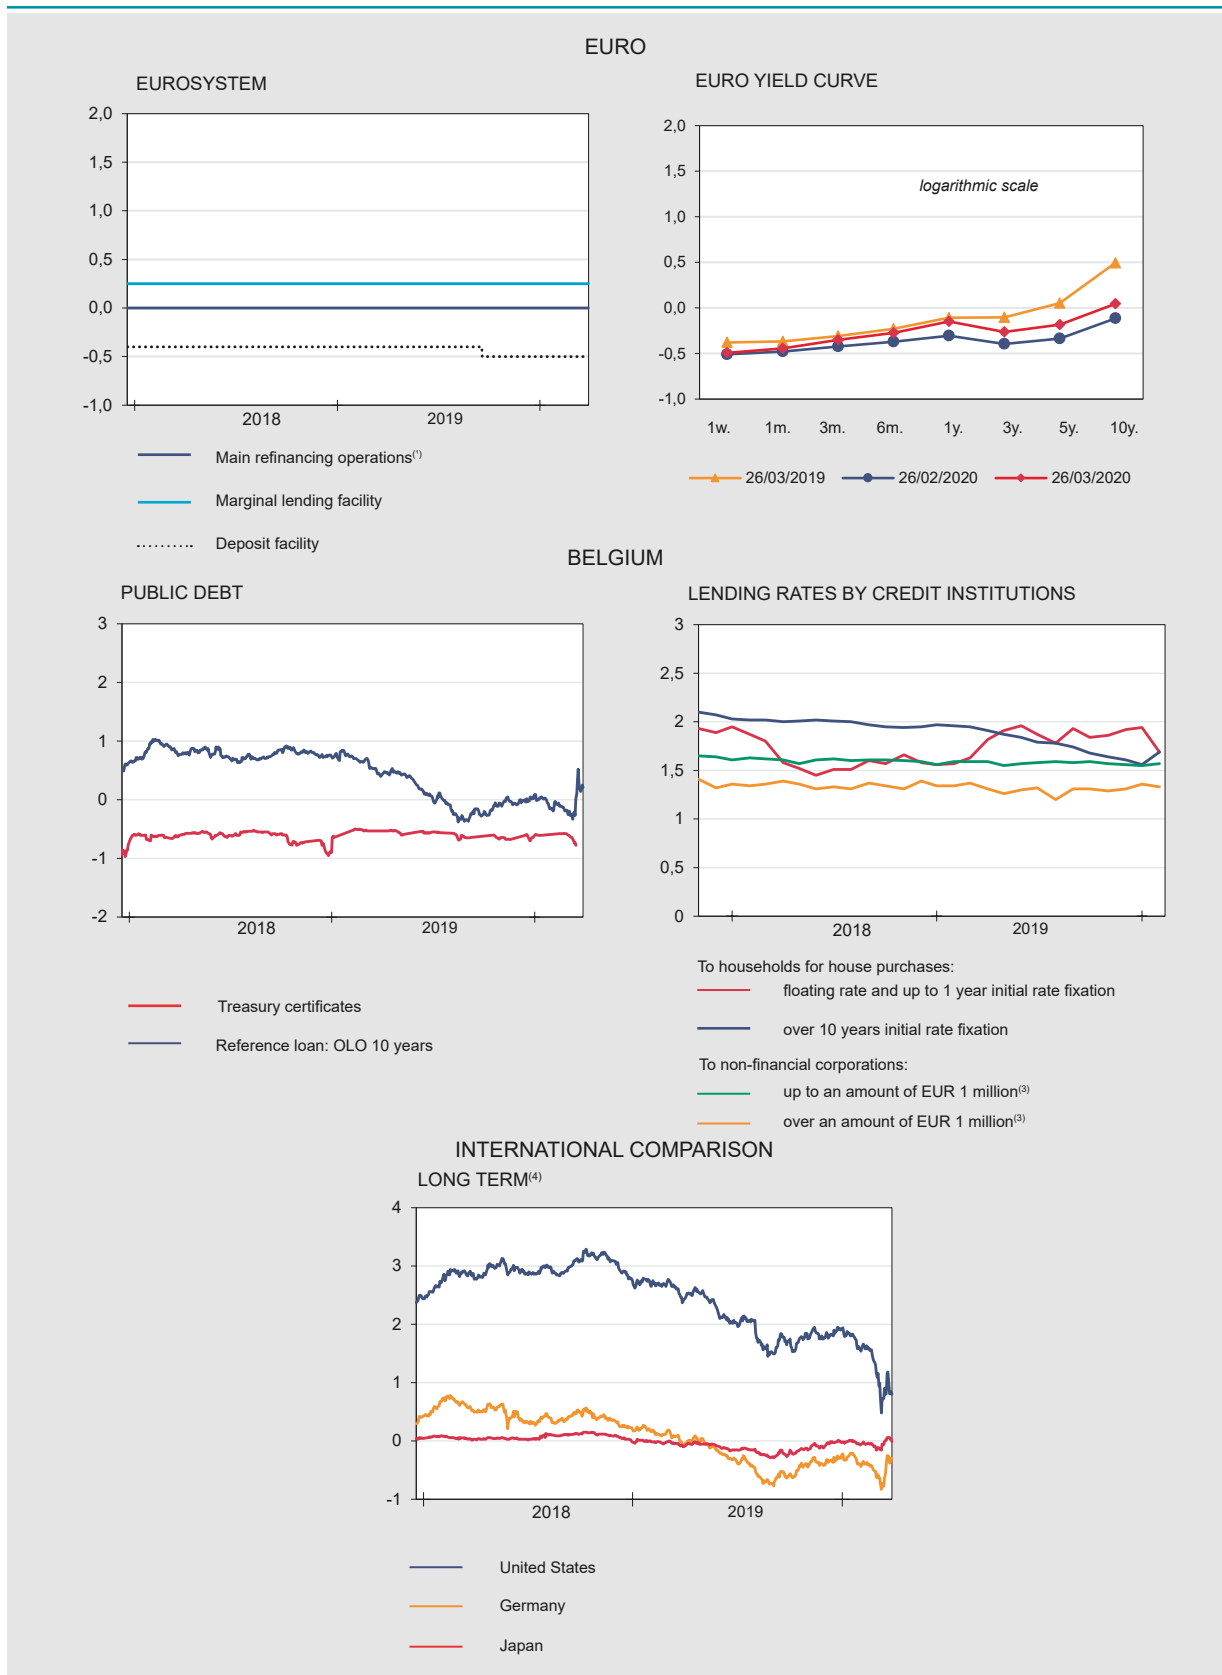 EURO
EUROSYSTEM
2,0
1,5
1,0
0,5
0,0
-0,5
-1,0
2018 2019
Main refinancing operations(¹)
Marginal lending facility
Deposit facility
EURO YIELD CURVE
2,0
1,5
1,0
0,5
0,0
-0,5
-1,0
logarithmic scale
1w. 1m. 3m. 6m. 1y. 3y. 5y. 10y.
26/03/2019 26/02/2020 26/03/2020
BELGIUM
PUBLIC DEBT
3
2
1
0
-1
-2
2018 2019
Treasury certificates
Reference loan: OLO 10 years
LENDING RATES BY CREDIT INSTITUTIONS
3
2,5
2
1,5
1
0,5
0
2018 2019
To households for house purchases:
floating rate and up to 1 year initial rate fixation
over 10 years initial rate fixation
To non-financial corporations:
up to an amount of EUR 1 million(3)
over an amount of EUR 1 million(3)
INTERNATIONAL COMPARISON
LONG TERM(4)
4
3
2
1
0
-1
2018 2019
United States
Germany
Japan